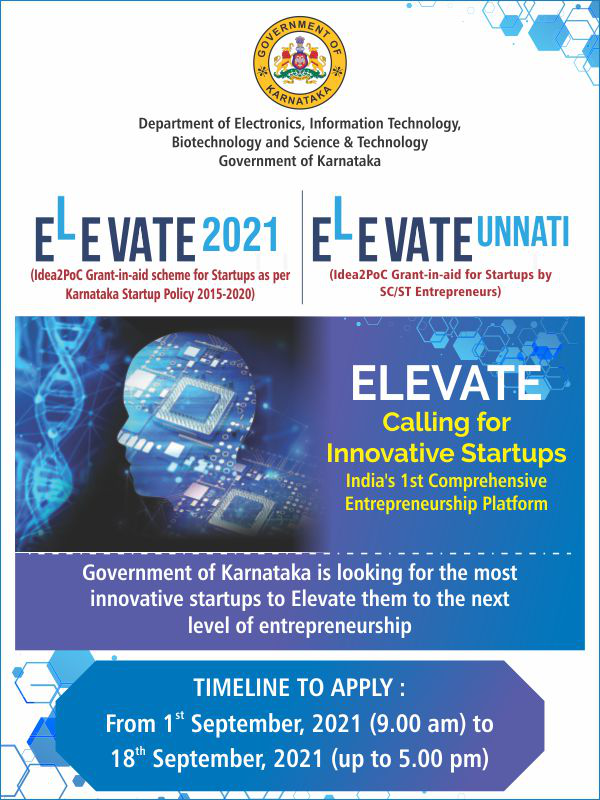 GOVERNMENT OF
KARNATAKA
Department of Electronics, Information Technology,
Biotechnology and Science & Technology
Government of Karnataka
ELEVATE 2021
(Idea2PoC Grant-in-aid scheme for Startups as per
Karnataka Startup Policy 2015-2020)
ELEVATE UNNATI
(Idea2PoC Grant-in-aid for Startups by
SC/ST Entrepreneurs)
ELEVATE
Calling for
Innovative Startups
India's 1st Comprehensive
Entrepreneurship Platform
Government of Karnataka is looking for the most
innovative startups to Elevate them to the next
level of entrepreneurship
TIMELINE TO APPLY :
From 1st September, 2021 (9.00 am) to
18th September, 2021 (up to 5.00 pm)